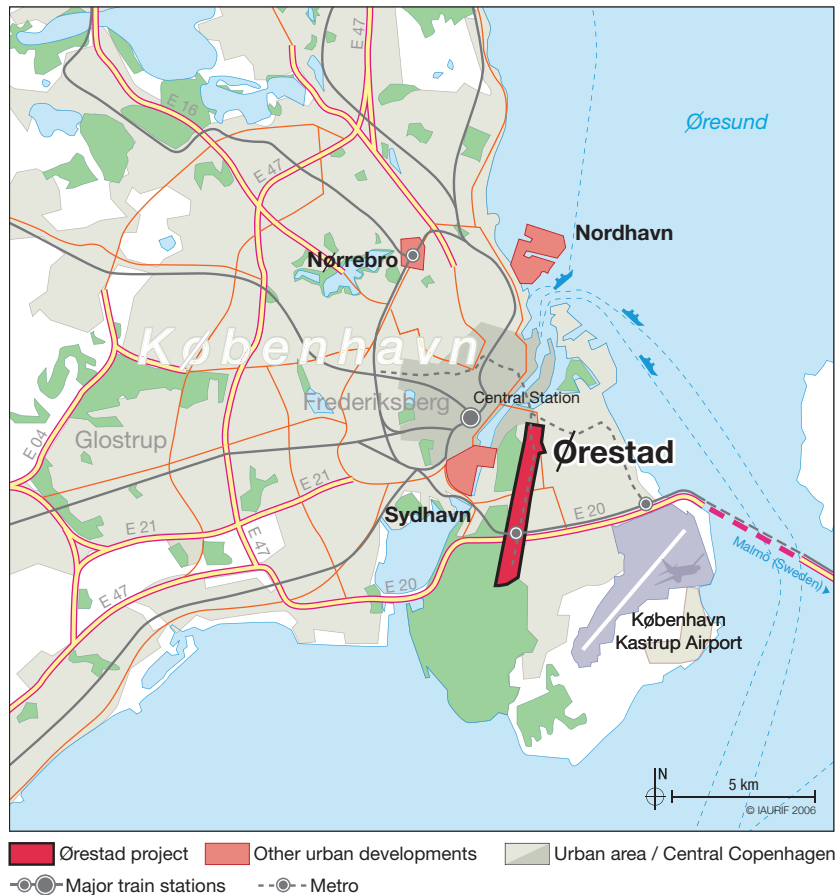 E 47
E 16
Øresund
E 47
Nordhavn
Nørrebro
København
Central Station
Frederiksberg
Glostrup
E 04
Ørestad
E 21
Sydhavn
E 20
E 21
E 47
Malmö (Sweden)
E 20
E 47
København
Kastrup Airport
N
5 km
© IAURIF 2006
Ørestad project
Other urban developments
Urban area / Central Copenhagen
Major train stations
Metro